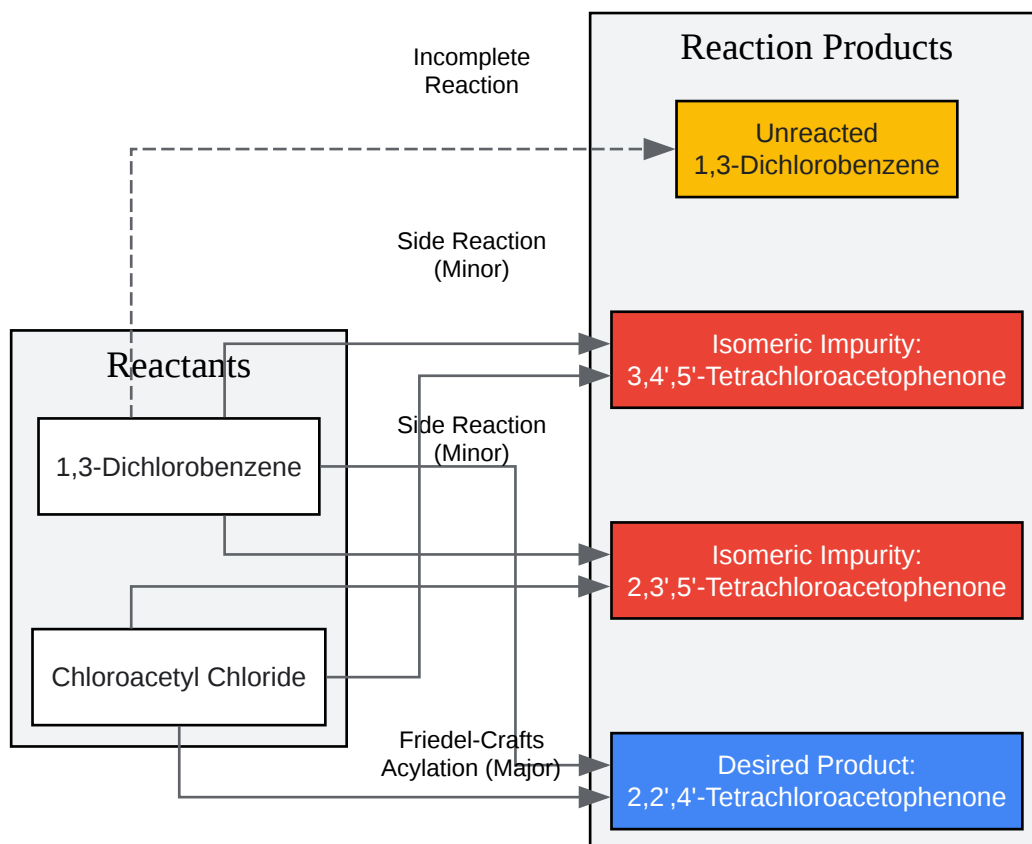 Reaction Products
Incomplete
Reaction
Unreacted
1,3-Dichlorobenzene
Side Reaction
(Minor)
Isomeric Impurity:
3,4',5'-Tetrachloroacetophenone
Reactants
1,3-Dichlorobenzene
Side Reaction
(Minor)
Isomeric Impurity:
2,3',5'-Tetrachloroacetophenone
Chloroacetyl Chloride
Friedel-Crafts
Acylation (Major)
Desired Product:
2,2',4'-Tetrachloroacetophenone